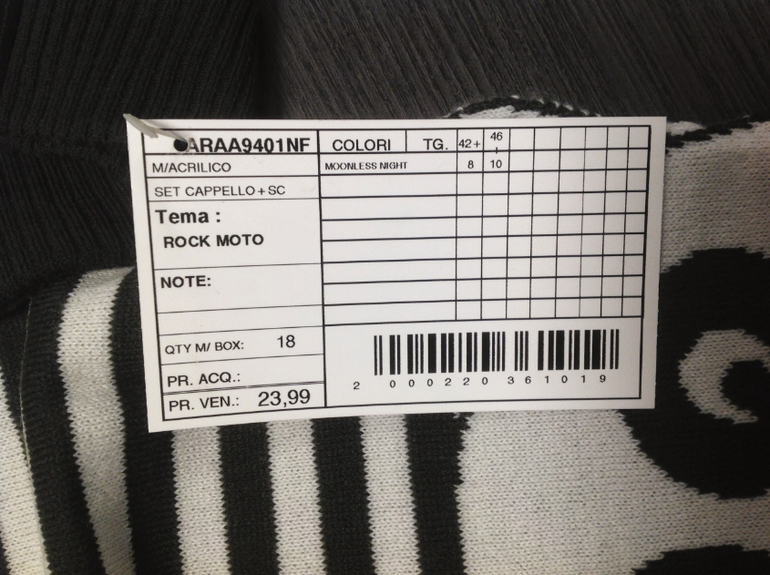 ARAA9401NF
COLORI TG. 42+ 46+
M/ACRILICO
MOONLESS NIGHT 8 10
SET CAPPELLO+SC
Tema :
ROCK MOTO
NOTE:
QTY M/ BOX: 18
PR. ACQ.:
PR. VEN.: 23,99
2 000220 361019